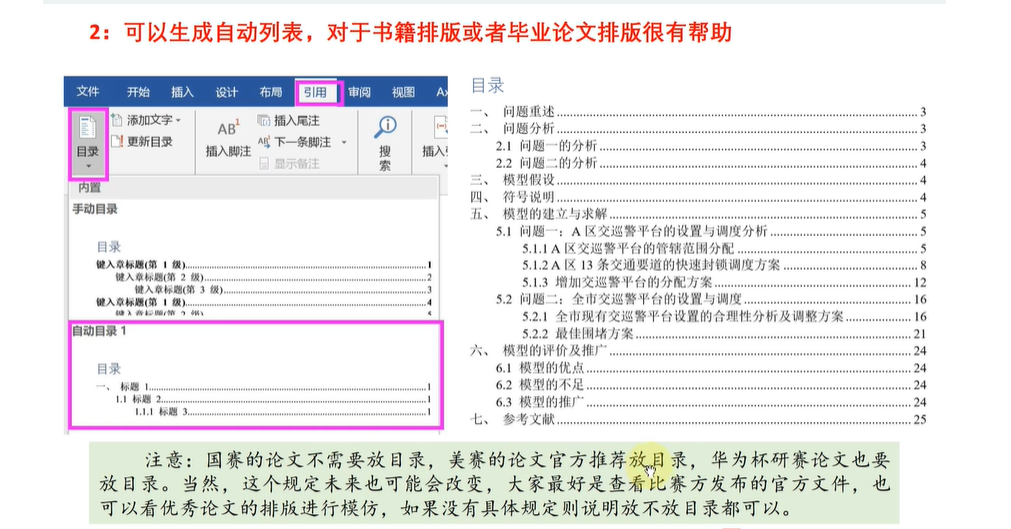 2：可以生成自动列表，对于书籍排版或者毕业论文排版很有帮助
文件 开始 插入 设计 布局 引用 审阅 视图
目录
添加文字
更新目录
AB1
插入脚注
插入尾注
下一条脚注
显示备注
搜索
内置
手动目录
目录
键入章标题(第 1 级)........1
键入章标题(第 2 级)........2
键入章标题(第 3 级)........3
键入章标题(第 1 级)........4
自动目录 1
目录
一、 标题 1........1
1.1 标题 2........1
1.1.1 标题 3........1
目录
一、 问题重述........3
二、 问题分析........3
2.1 问题一的分析........3
2.2 问题二的分析........4
三、 模型假设........4
四、 符号说明........4
五、 模型的建立与求解........5
5.1 问题一：A 区交巡警平台的设置与调度分析........5
5.1.1 A 区交巡警平台的管辖范围分配........5
5.1.2 A 区 13 条交通要道的快速封锁调度方案........8
5.1.3 增加交巡警平台的分配方案........12
5.2 问题二：全市交巡警平台的设置与调度........16
5.2.1 全市现有交巡警平台设置的合理性分析及调整方案........16
5.2.2 最佳围堵方案........21
六、 模型的评价及推广........24
6.1 模型的优点........24
6.2 模型的不足........24
6.3 模型的推广........24
七、 参考文献........25
注意：国赛的论文不需要放目录，美赛的论文官方推荐放目录，华为杯研赛论文也要
放目录。当然，这个规定未来也可能会改变，大家最好是查看比赛方发布的官方文件，也
可以看优秀论文的排版进行模仿，如果没有具体规定则说明放不放目录都可以。